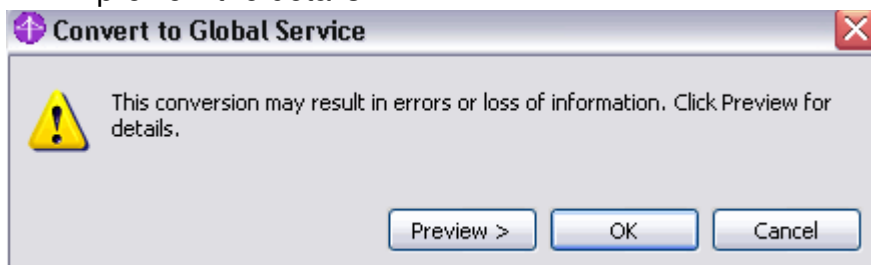 Convert to Global Service
This conversion may result in errors or loss of information. Click Preview for
details.
Preview >
OK
Cancel